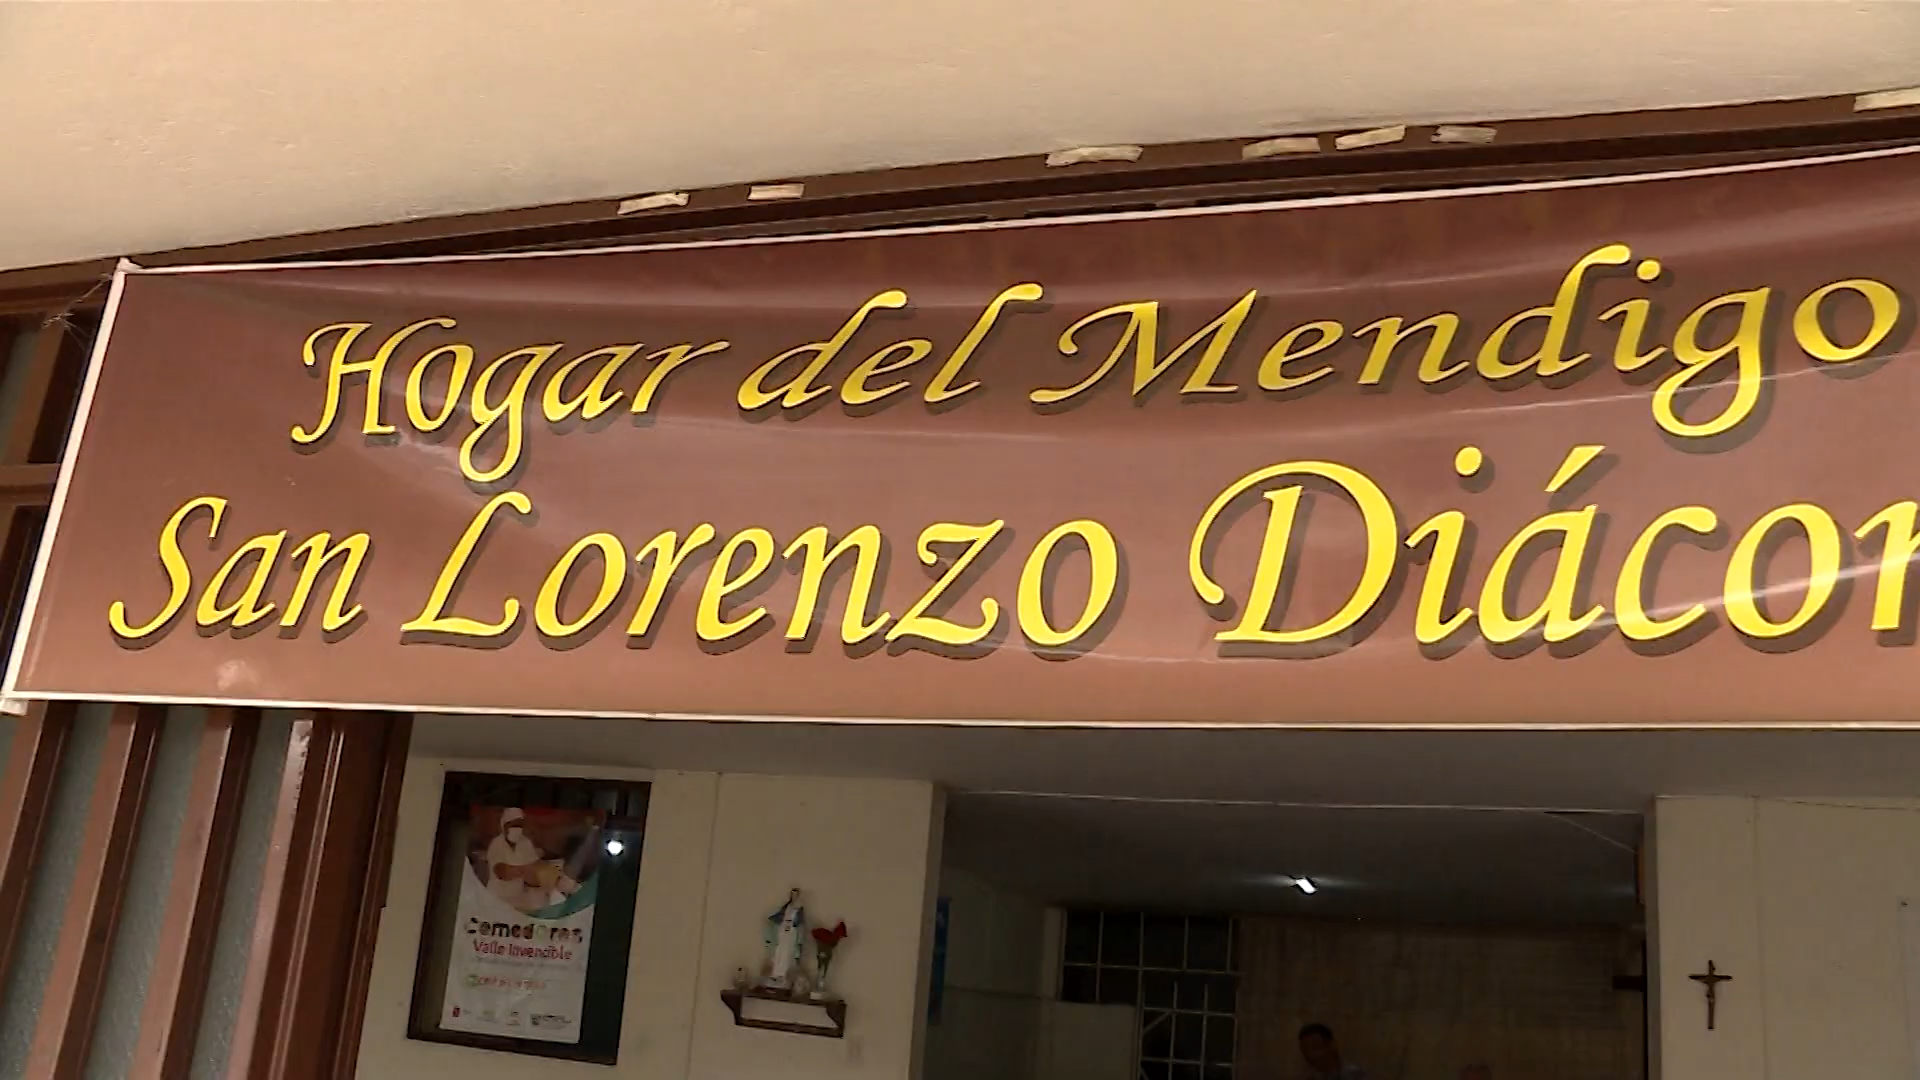 Hogar del Mendigo
San Lorenzo Diácon
Comedores
Valle Invencible